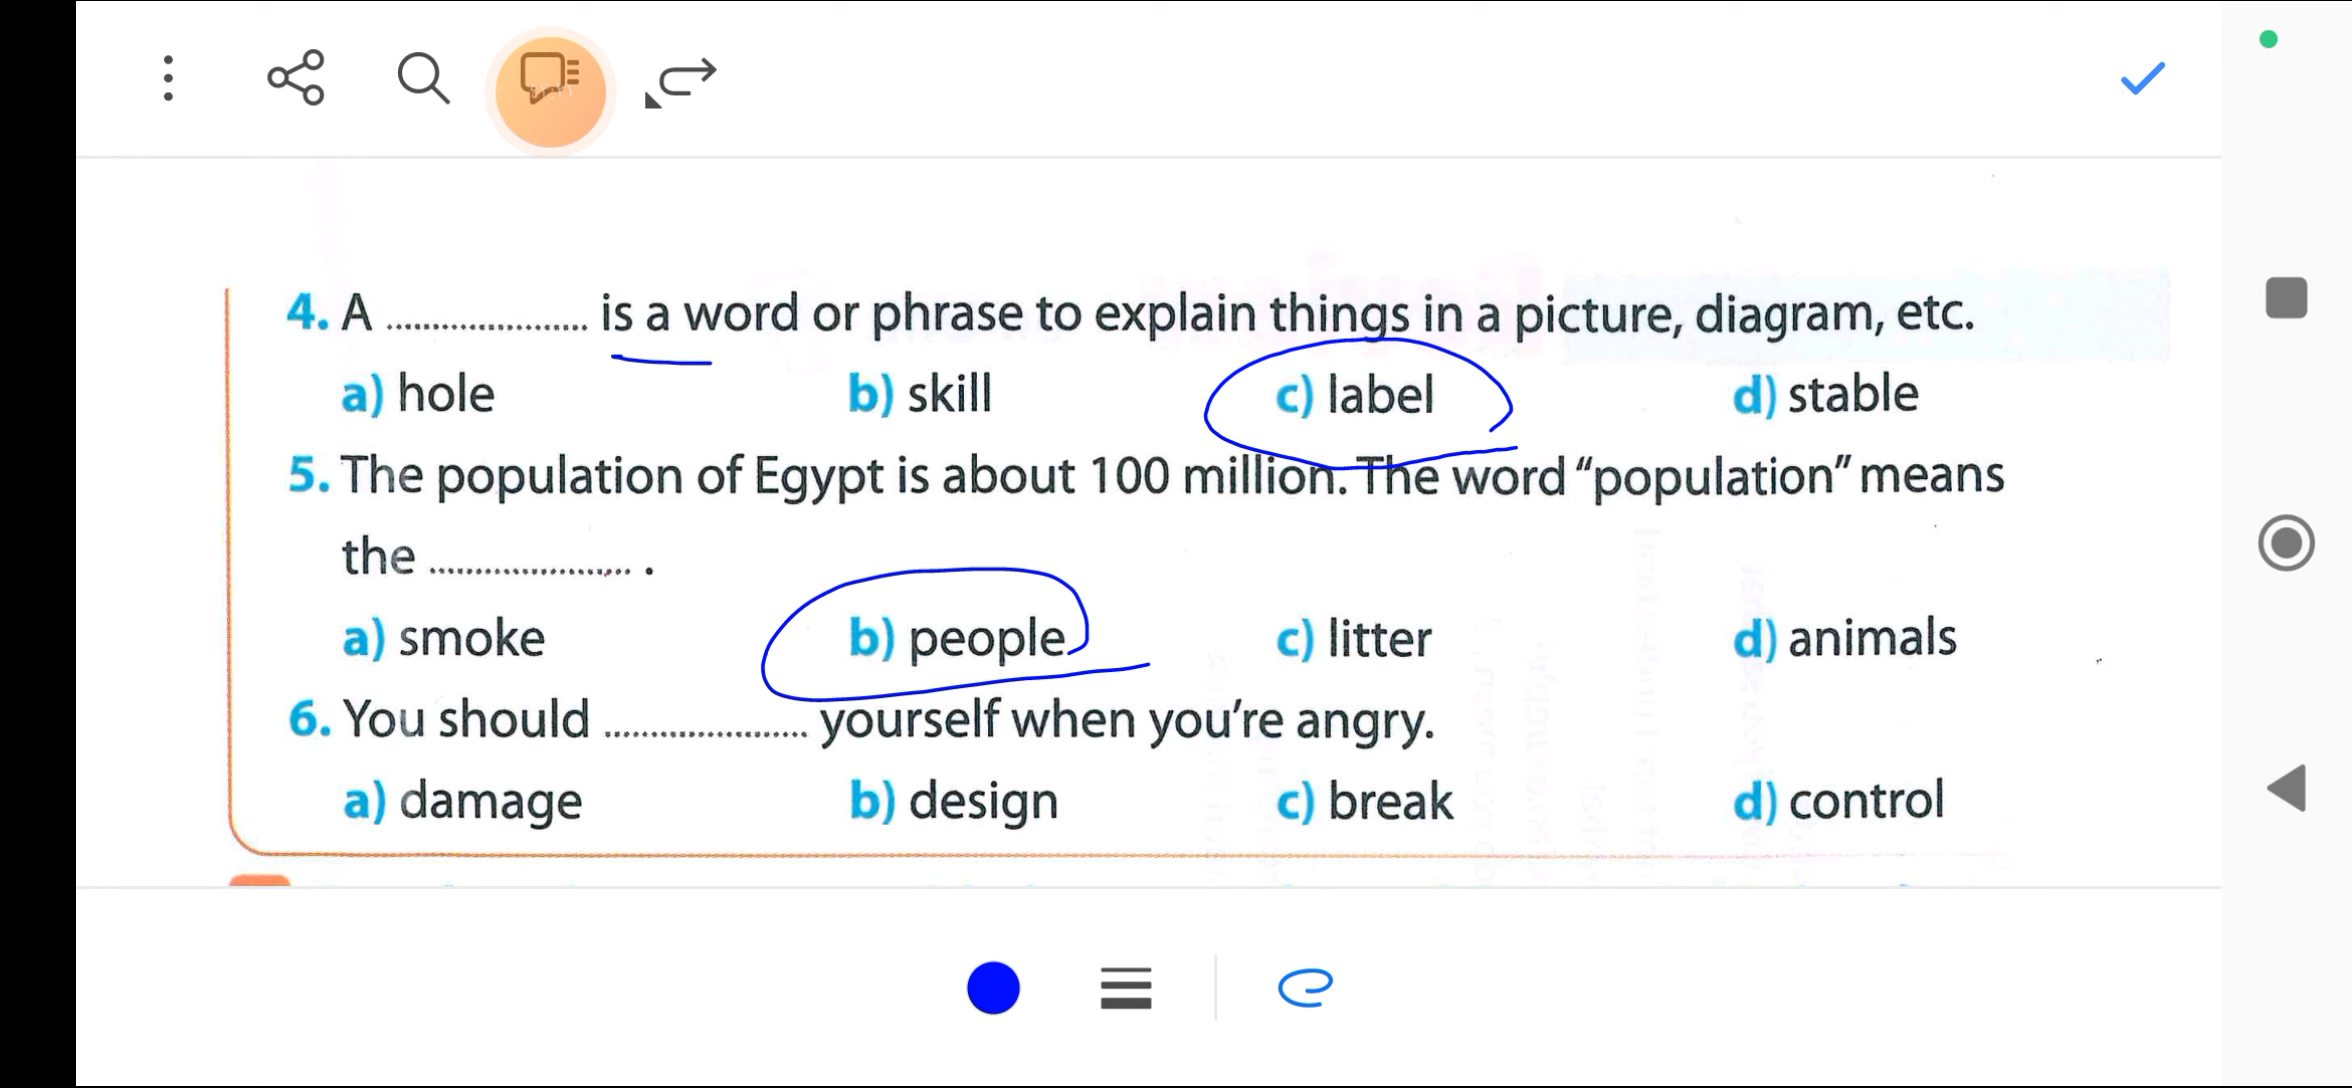 4. A ...................... is a word or phrase to explain things in a picture, diagram, etc.
a) hole b) skill c) label d) stable
5. The population of Egypt is about 100 million. The word “population” means
the ...................... .
a) smoke b) people c) litter d) animals
6. You should ...................... yourself when you’re angry.
a) damage b) design c) break d) control